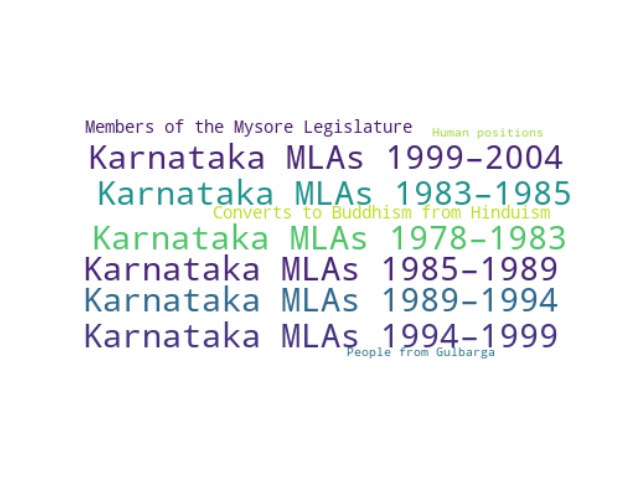 Members of the Mysore Legislature
Human positions
Karnataka MLAs 1999–2004
Karnataka MLAs 1983–1985
Converts to Buddhism from Hinduism
Karnataka MLAs 1978–1983
Karnataka MLAs 1985–1989
Karnataka MLAs 1989–1994
Karnataka MLAs 1994–1999
People from Gulbarga